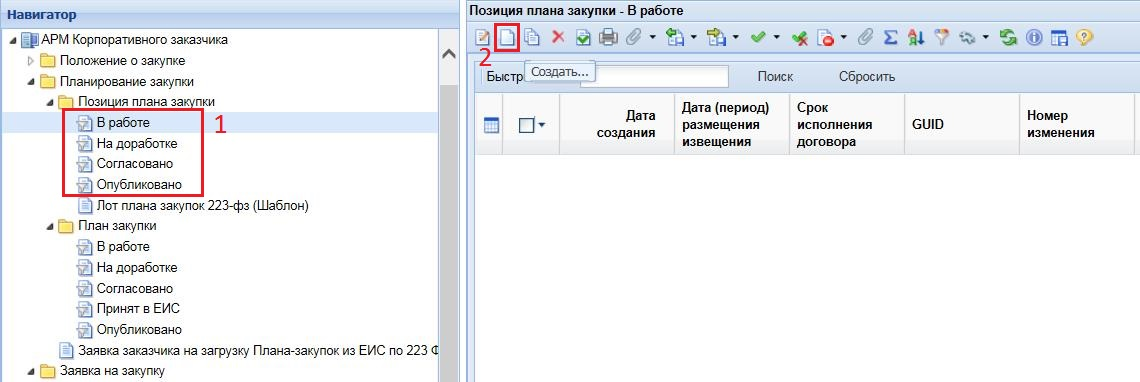 Навигатор
АРМ Корпоративного заказчика
Положение о закупке
Планирование закупки
Позиция плана закупки
В работе
1
На доработке
Согласовано
Опубликовано
Лот плана закупок 223-фз (Шаблон)
План закупки
В работе
На доработке
Согласовано
Принят в ЕИС
Опубликовано
Заявка заказчика на загрузку Плана-закупок из ЕИС по 223 Ф
Заявка на закупку
Позиция плана закупки - В работе
2
Создать...
Быстр
Поиск
Сбросить
Дата создания
Дата (период) размещения извещения
Срок исполнения договора
GUID
Номер изменения